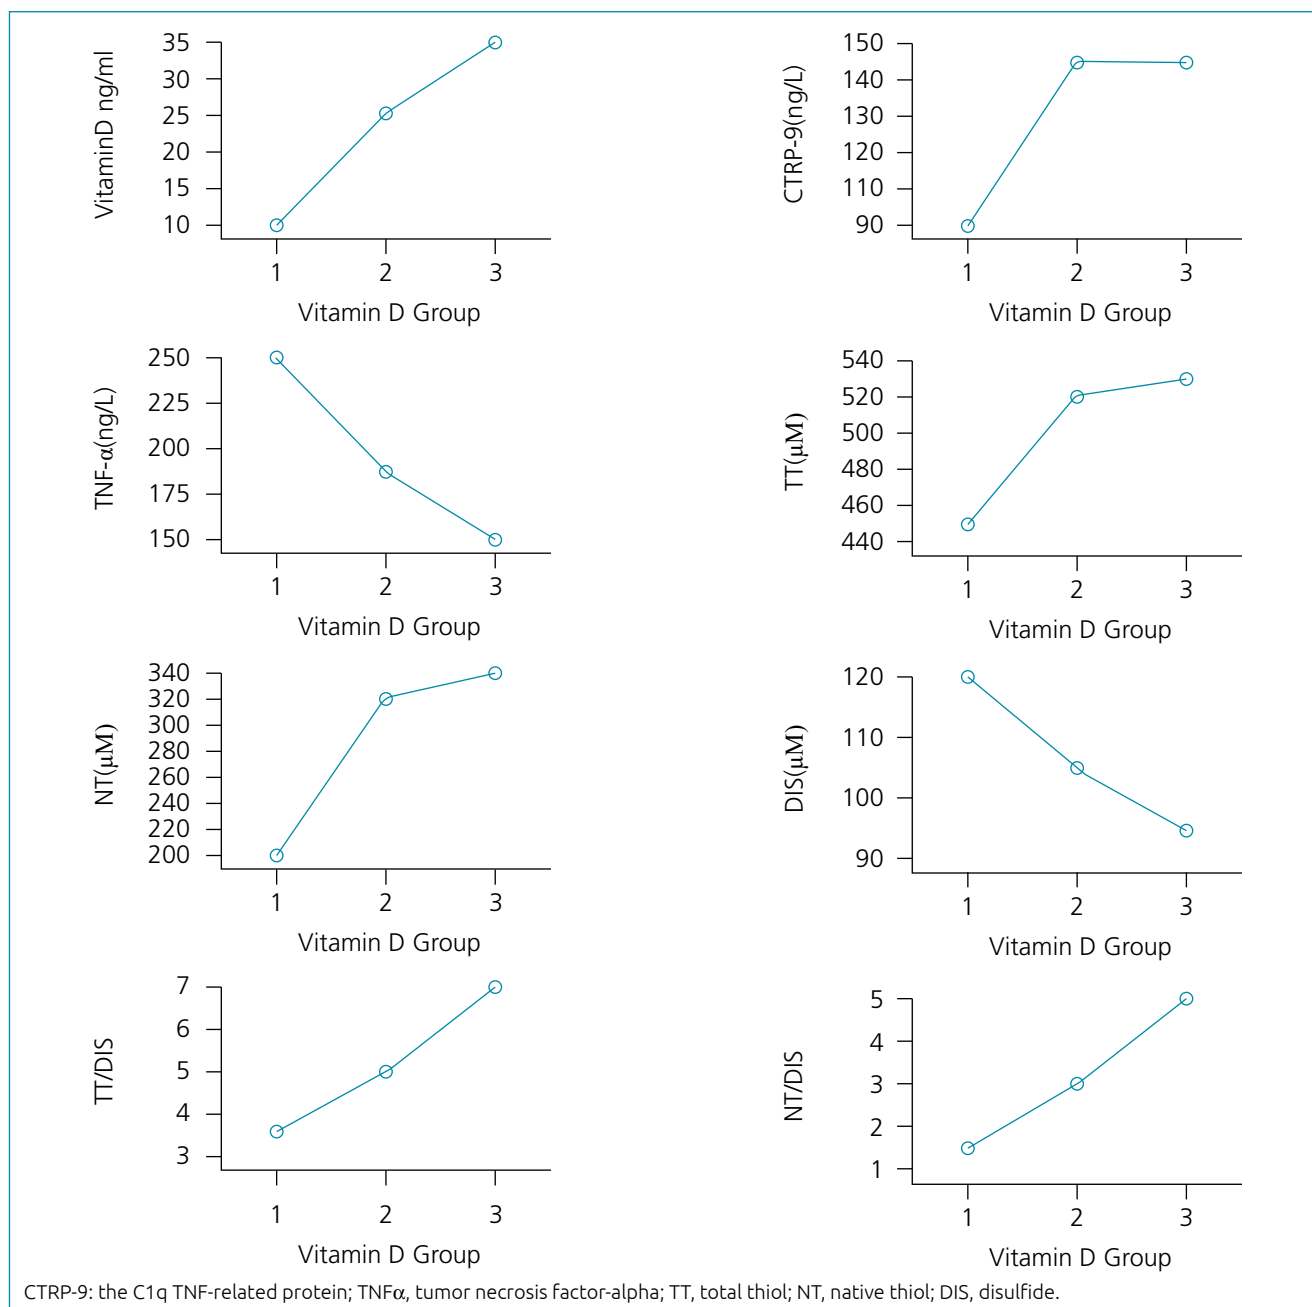 VitaminD ng/ml
35
30
25
20
15
10
1 2 3
Vitamin D Group
CTRP-9(ng/L)
150
140
130
120
110
90
1 2 3
Vitamin D Group
TNF-α(ng/L)
250
225
200
175
150
1 2 3
Vitamin D Group
TT(μM)
540
520
500
480
460
440
1 2 3
Vitamin D Group
NT(μM)
340
320
300
280
260
240
220
200
1 2 3
Vitamin D Group
DIS(μM)
120
110
100
90
1 2 3
Vitamin D Group
TT/DIS
7
6
5
4
3
1 2 3
Vitamin D Group
NT/DIS
5
4
3
2
1
1 2 3
Vitamin D Group
CTRP-9: the C1q TNF-related protein; TNFα, tumor necrosis factor-alpha; TT, total thiol; NT, native thiol; DIS, disulfide.